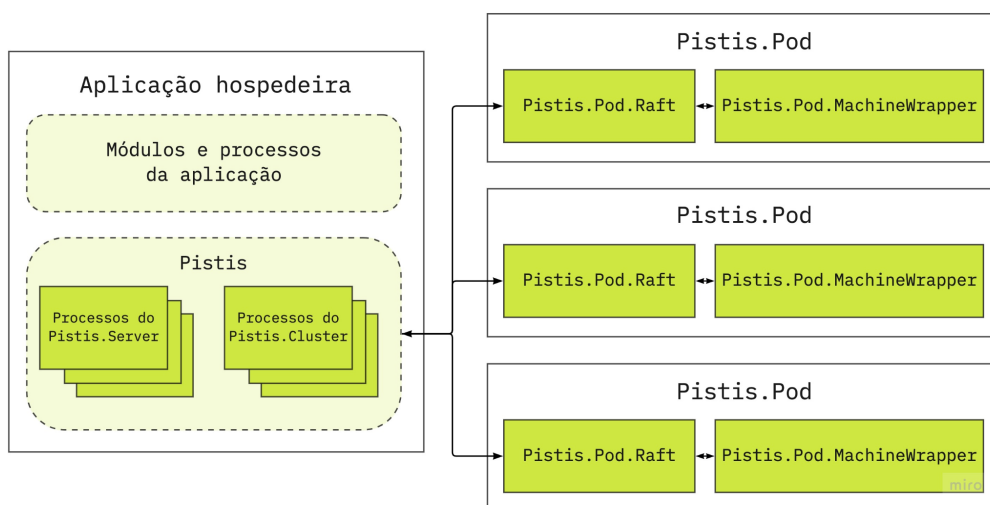 Aplicação hospedeira
Módulos e processos
da aplicação
Pistis
Processos do
Pistis.Server
Processos do
Pistis.Cluster
Pistis.Pod
Pistis.Pod.Raft
Pistis.Pod.MachineWrapper
Pistis.Pod
Pistis.Pod.Raft
Pistis.Pod.MachineWrapper
Pistis.Pod
Pistis.Pod.Raft
Pistis.Pod.MachineWrapper
miro